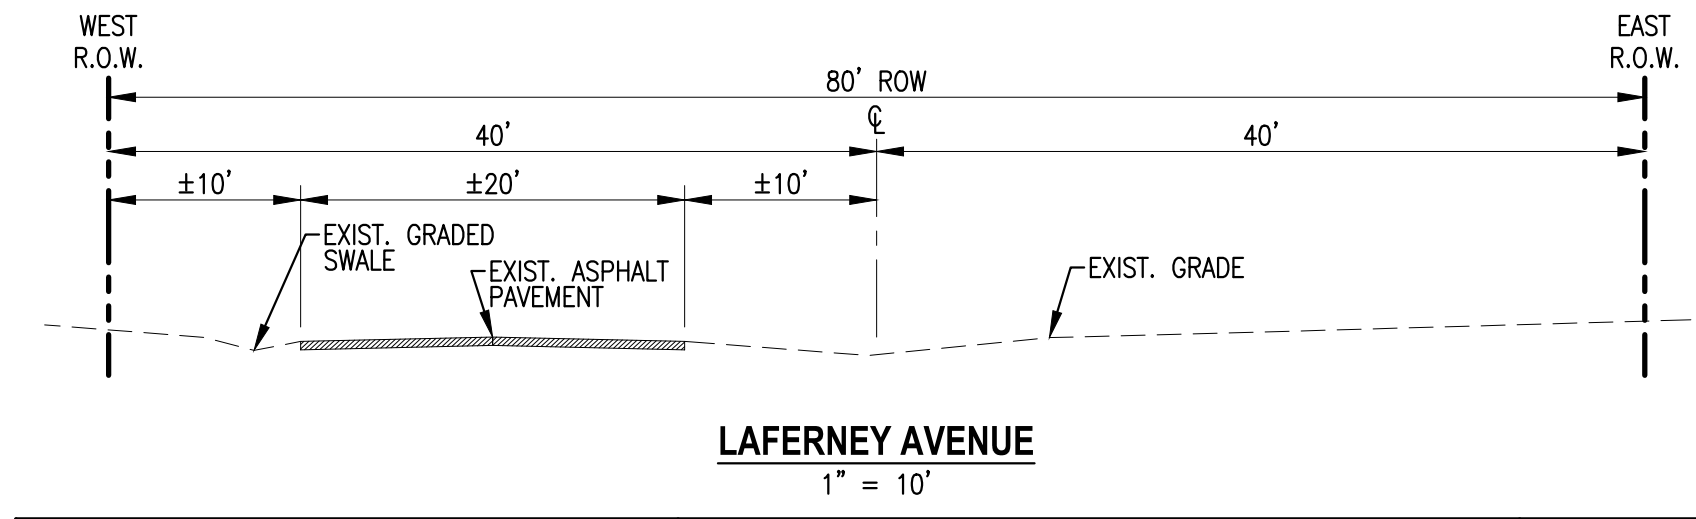 WEST
R.O.W.
EAST
R.O.W.
80' ROW
℄
40'
40'
±10'
±20'
±10'
EXIST. GRADED
SWALE
EXIST. ASPHALT
PAVEMENT
EXIST. GRADE
LAFERNEY AVENUE
1" = 10'